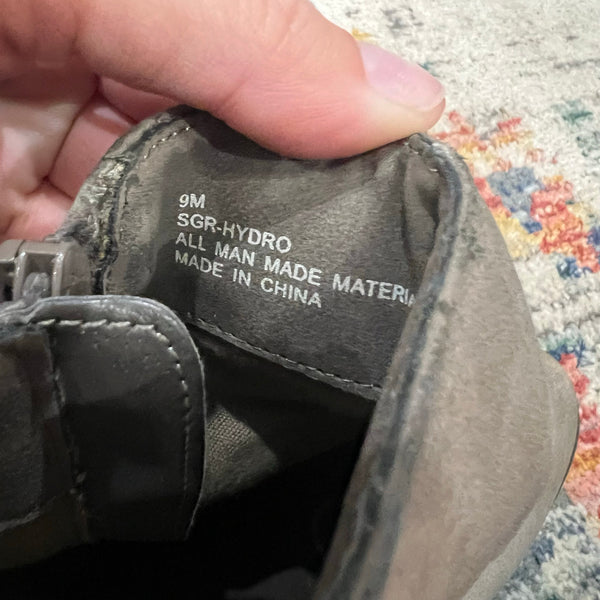 9M
SGR-HYDRO
ALL MAN MADE MATERIA
MADE IN CHINA